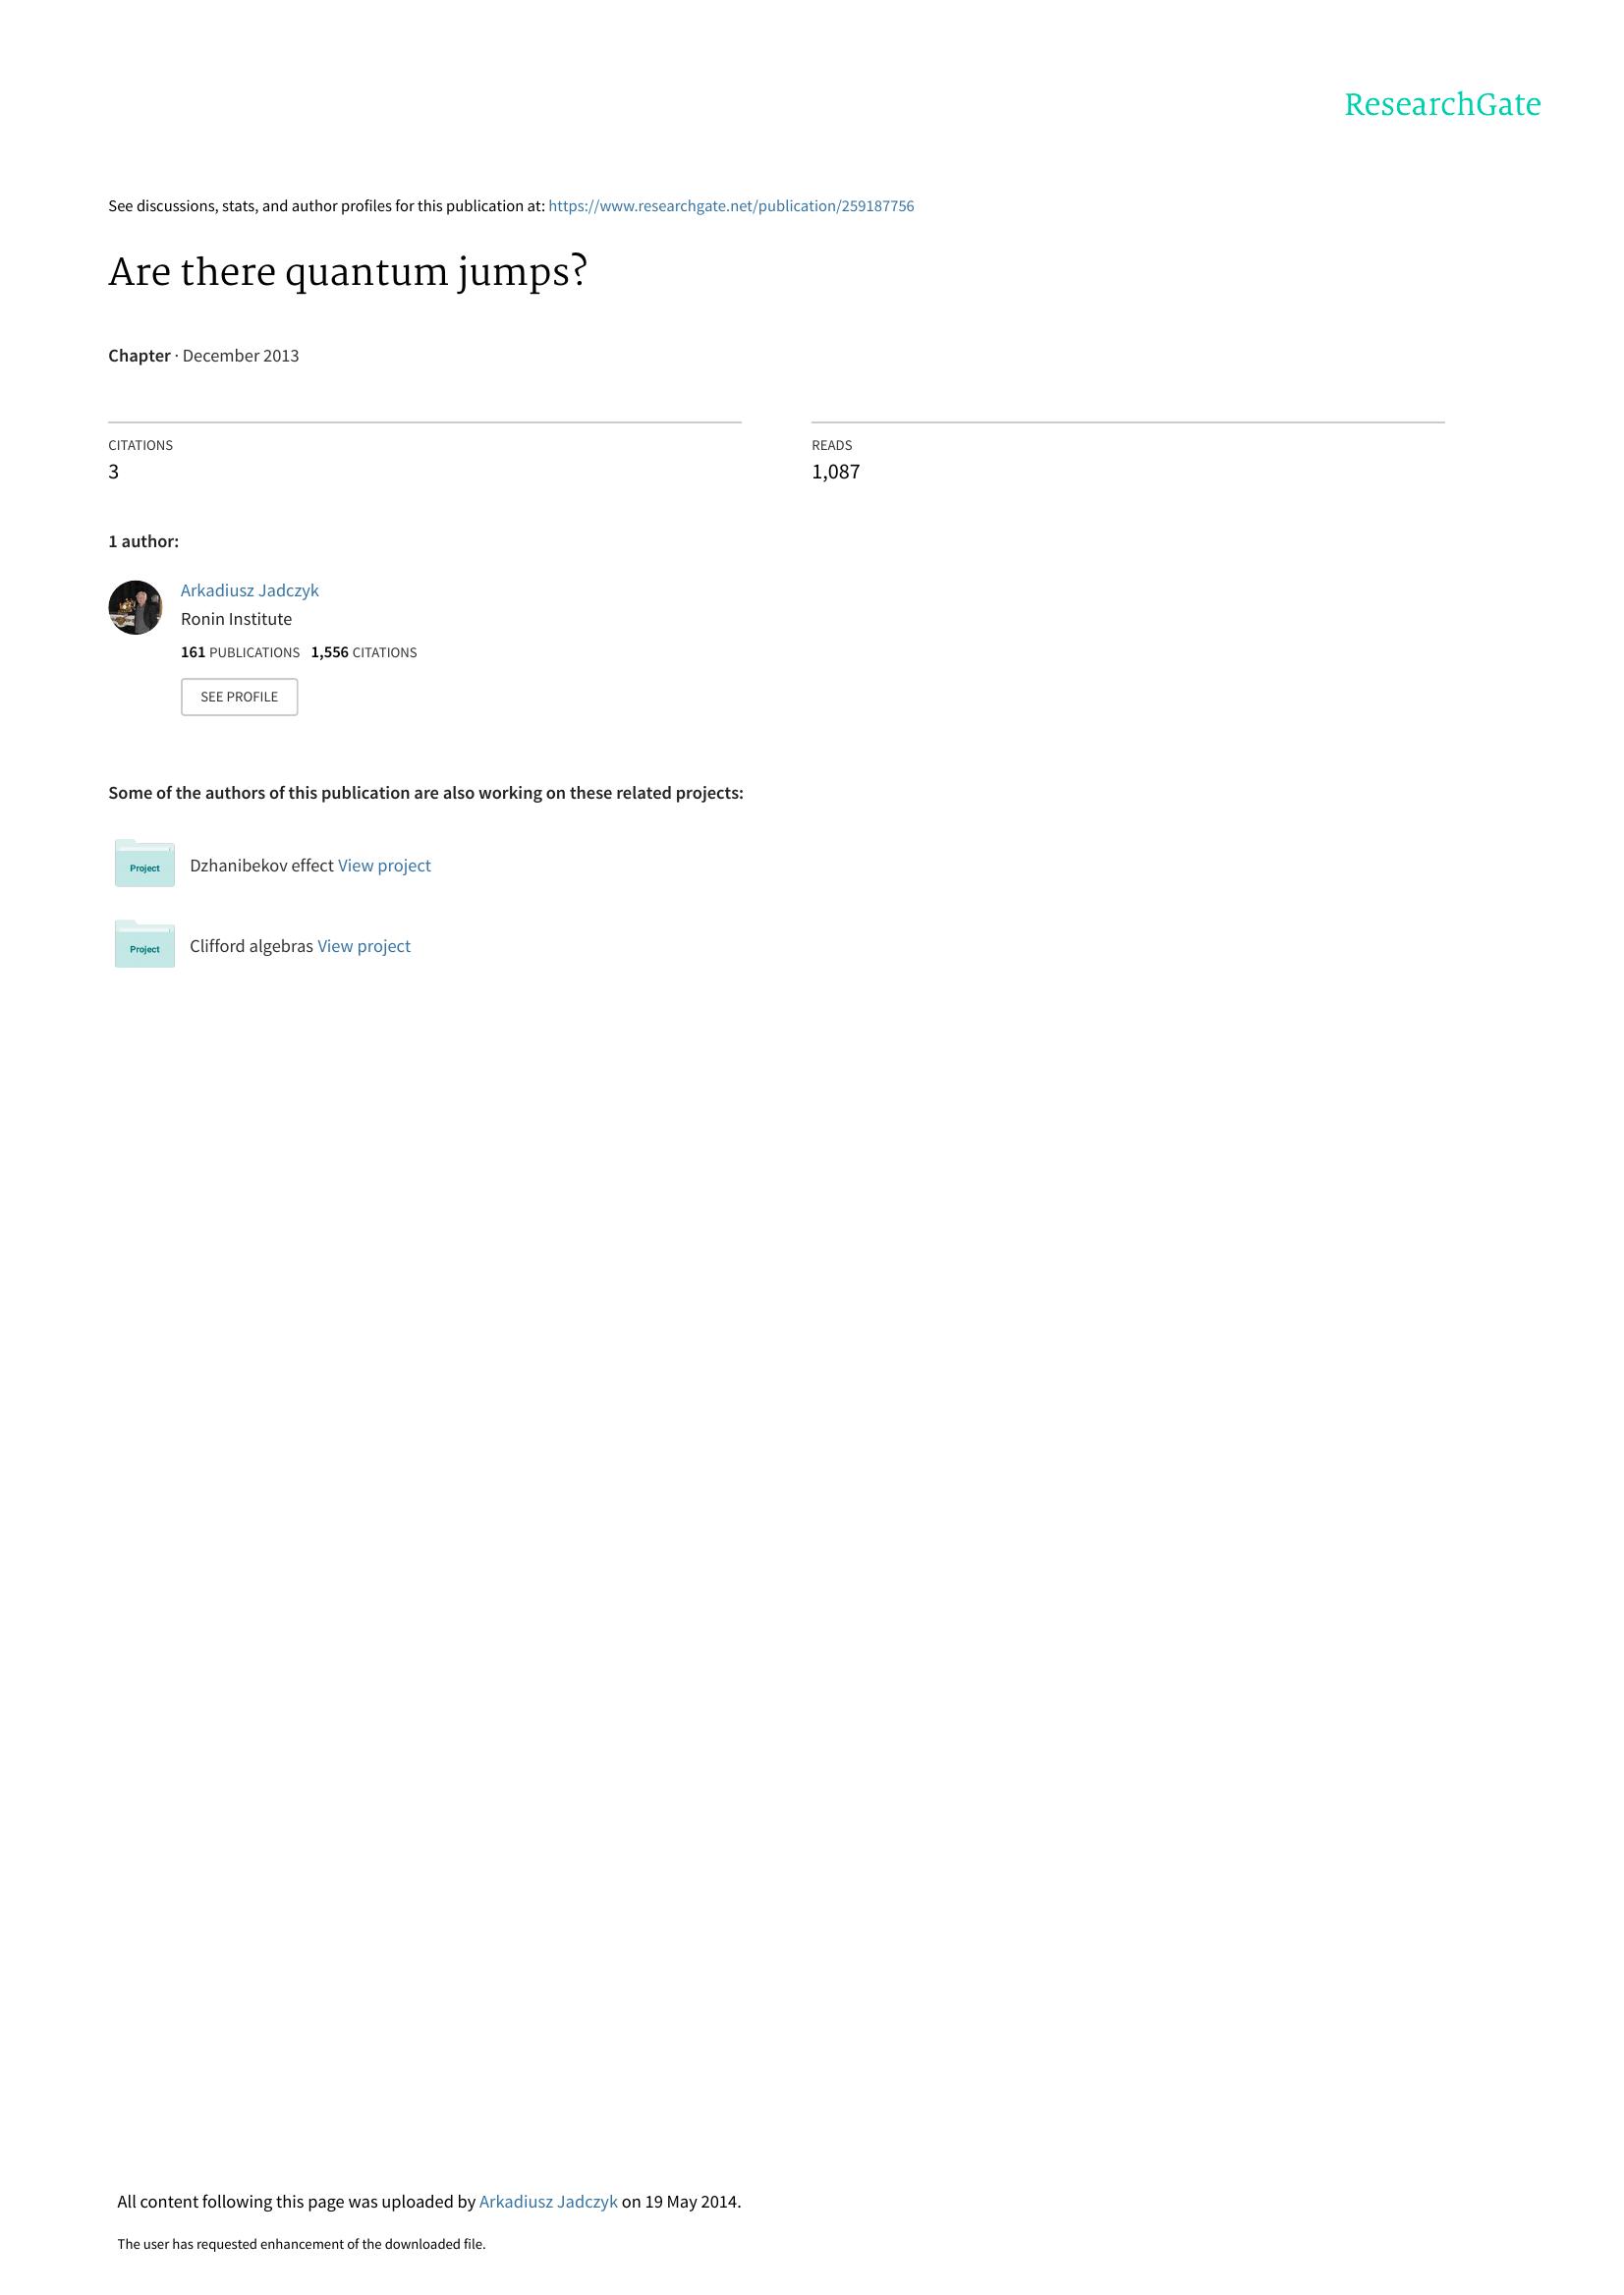 ResearchGate
See discussions, stats, and author profiles for this publication at: https://www.researchgate.net/publication/259187756
Are there quantum jumps?
Chapter · December 2013
CITATIONS
3
READS
1,087
1 author:
Arkadiusz Jadczyk
Ronin Institute
161 PUBLICATIONS 1,556 CITATIONS
SEE PROFILE
Some of the authors of this publication are also working on these related projects:
Project
Dzhanibekov effect View project
Project
Clifford algebras View project
All content following this page was uploaded by Arkadiusz Jadczyk on 19 May 2014.
The user has requested enhancement of the downloaded file.